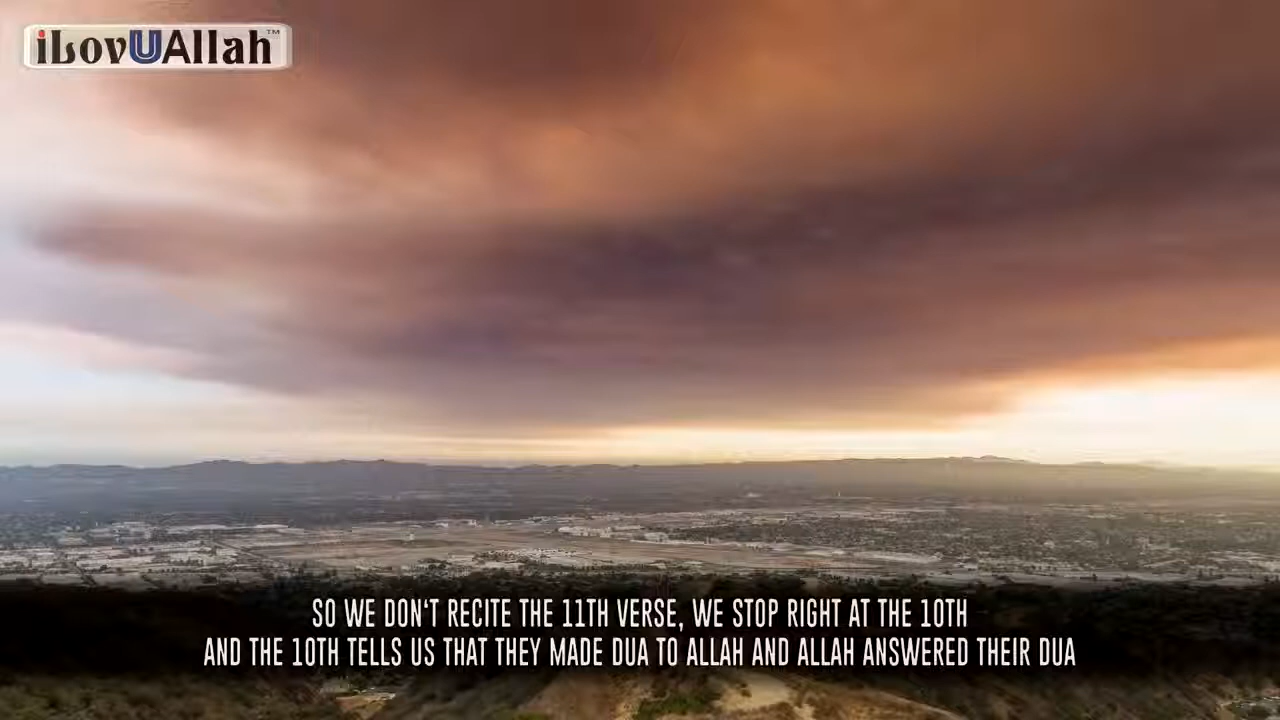 iLovUAllah™
SO WE DON'T RECITE THE 11TH VERSE, WE STOP RIGHT AT THE 10TH
AND THE 10TH TELLS US THAT THEY MADE DUA TO ALLAH AND ALLAH ANSWERED THEIR DUA